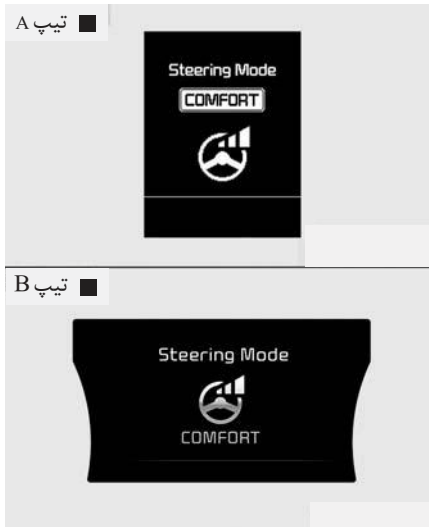 ■ تیپ A
Steering Mode
COMFORT
■ تیپ B
Steering Mode
COMFORT